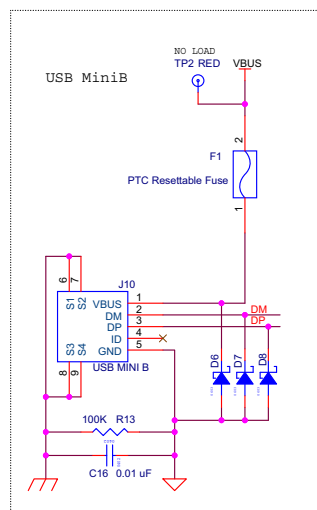 NO LOAD
TP2 RED VBUS
USB MiniB
2
F1
PTC Resettable Fuse
1
6 7
J10
S1 S2
VBUS 1
DM 2
DM
DP 3
DP
ID 4
GND 5
S3 S4
USB MINI B
8 9
D6 D7 D8
100K R13
C16 0.01 uF